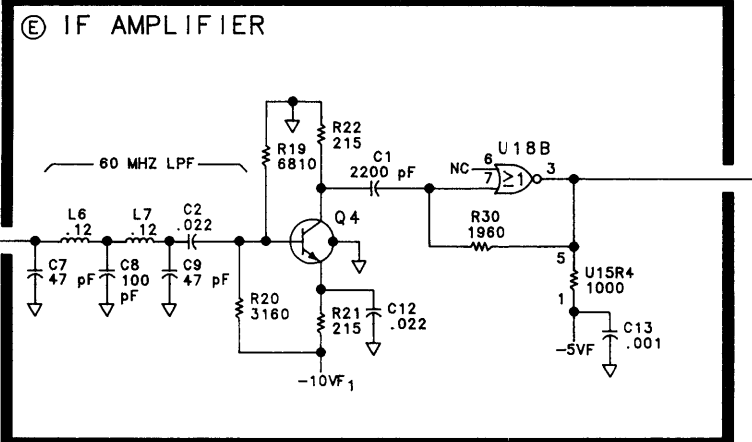 E IF AMPLIFIER
60 MHZ LPF
L6
.12
L7
.12
C2
.022
C7
47 pF
C8
100
pF
C9
47 pF
R19
6810
R22
215
C1
2200 pF
Q4
R20
3160
R21
215
C12
.022
-10VF1
NC
6
7
≥1
U18B
3
R30
1960
5
U15R4
1000
1
-5VF
C13
.001